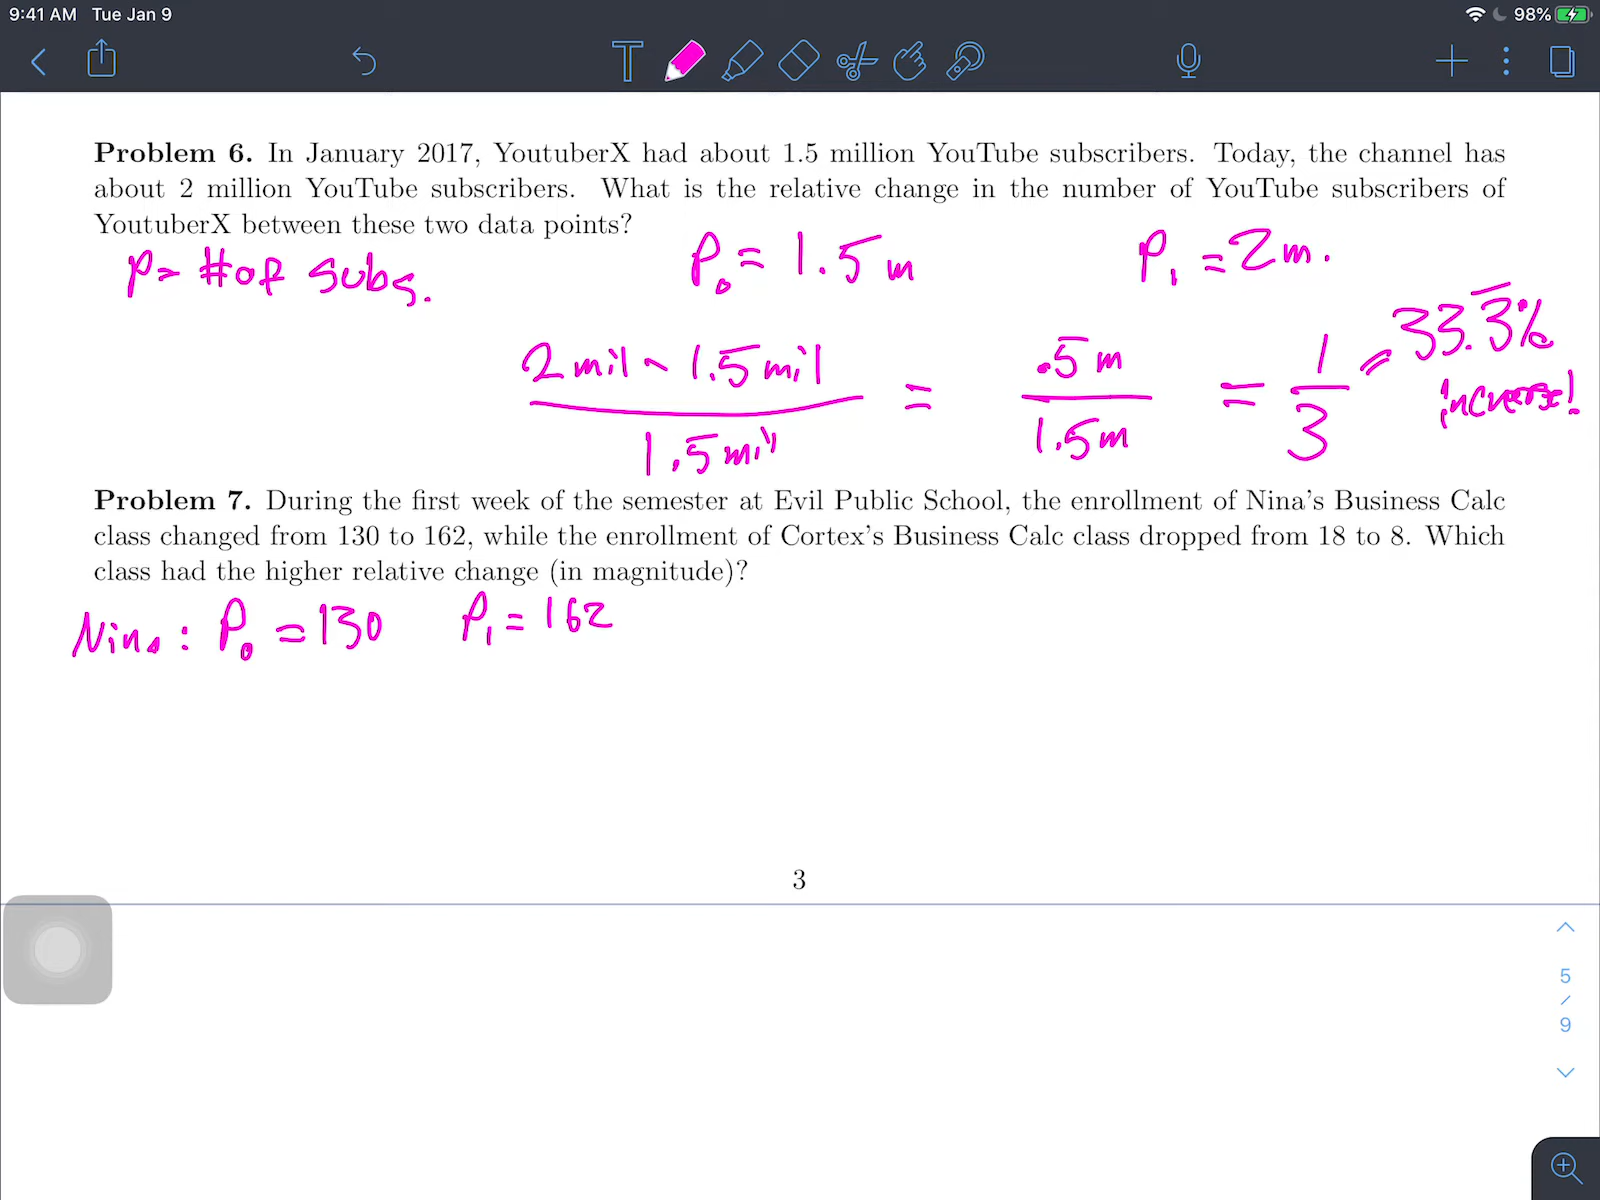 9:41 AM Tue Jan 9 98%
Problem 6. In January 2017, YoutuberX had about 1.5 million YouTube subscribers. Today, the channel has
about 2 million YouTube subscribers. What is the relative change in the number of YouTube subscribers of
YoutuberX between these two data points?
P = # of subs. P₀ = 1.5 m P₁ = 2 m.
2 mil - 1.5 mil / 1.5 mil = .5 m / 1.5 m = 1/3 = 33.3̅% increase!
Problem 7. During the first week of the semester at Evil Public School, the enrollment of Nina's Business Calc
class changed from 130 to 162, while the enrollment of Cortex's Business Calc class dropped from 18 to 8. Which
class had the higher relative change (in magnitude)?
Nina: P₀ = 130 P₁ = 162
3
5
/
9